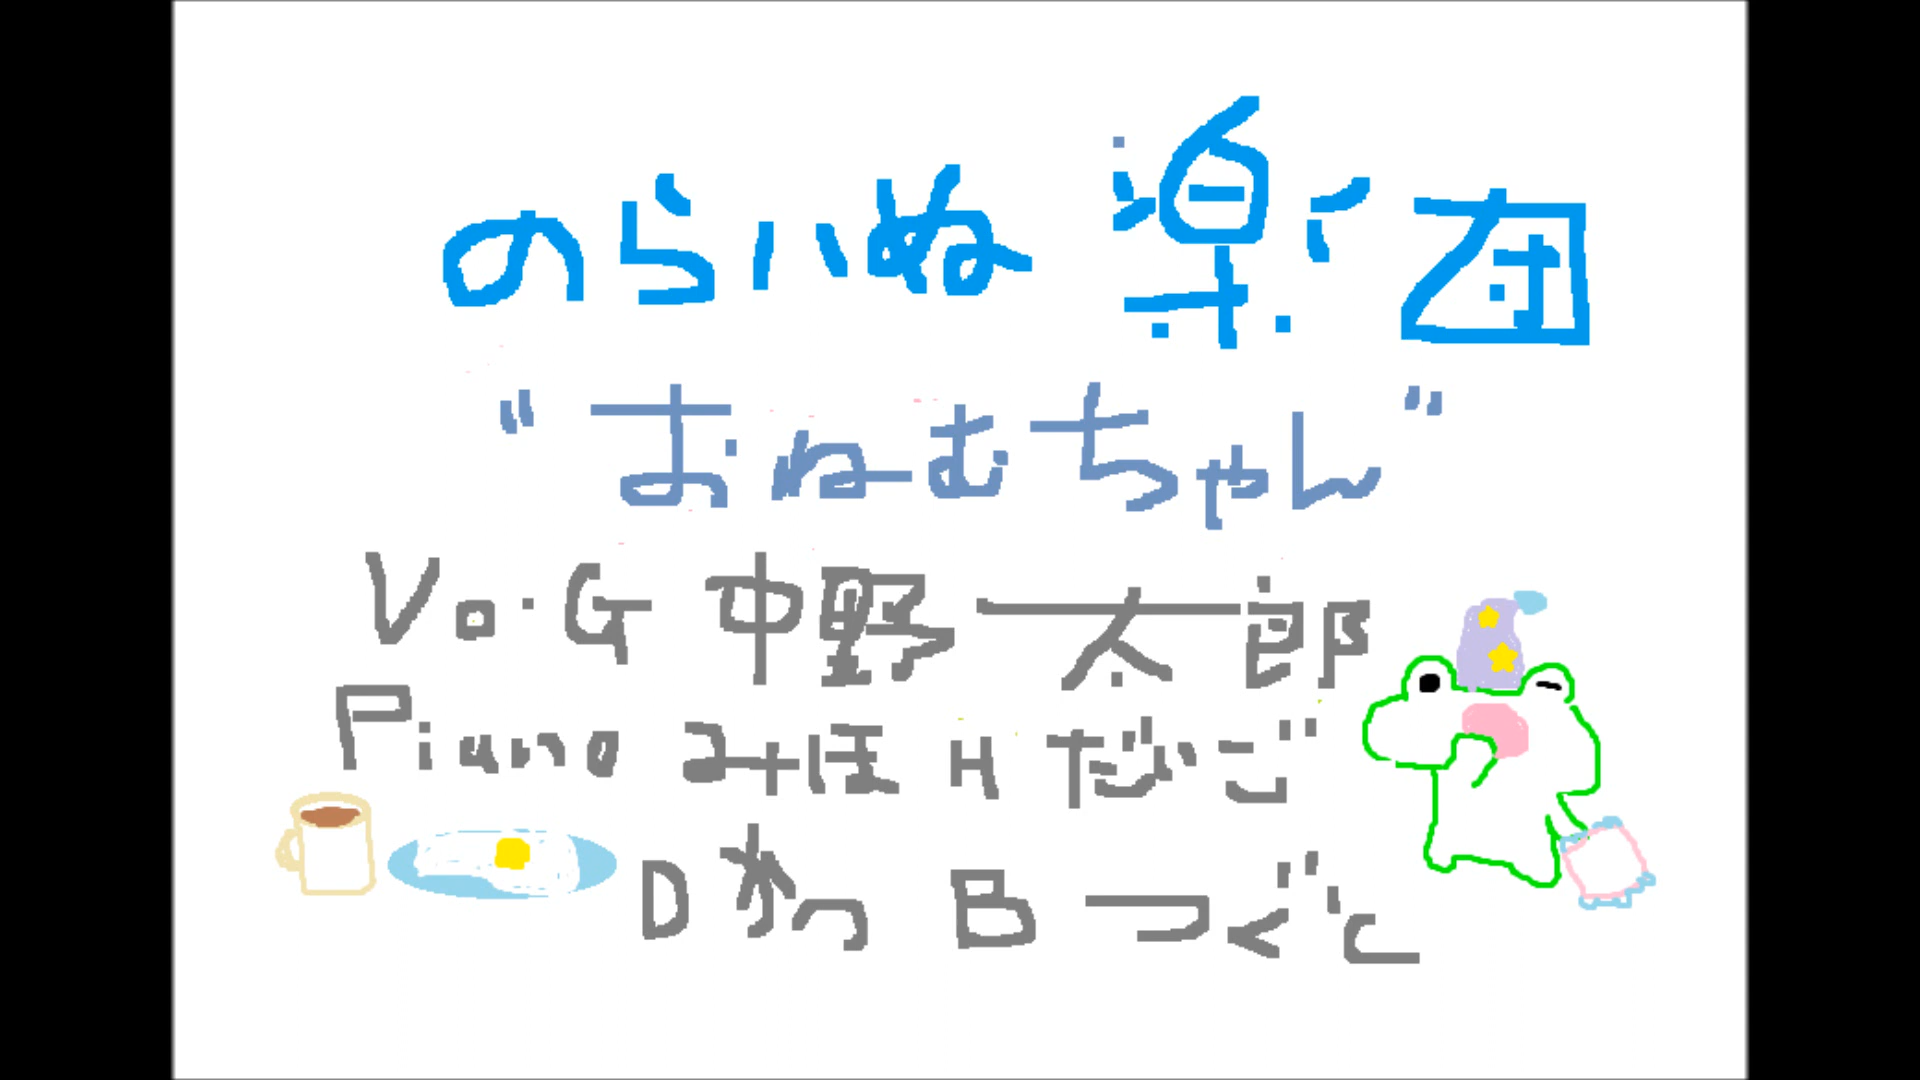 のらいぬ楽団
"おねむちゃん"
Vo.G 中野太郎
Piano みほ H だいご
D かつ B つぐと